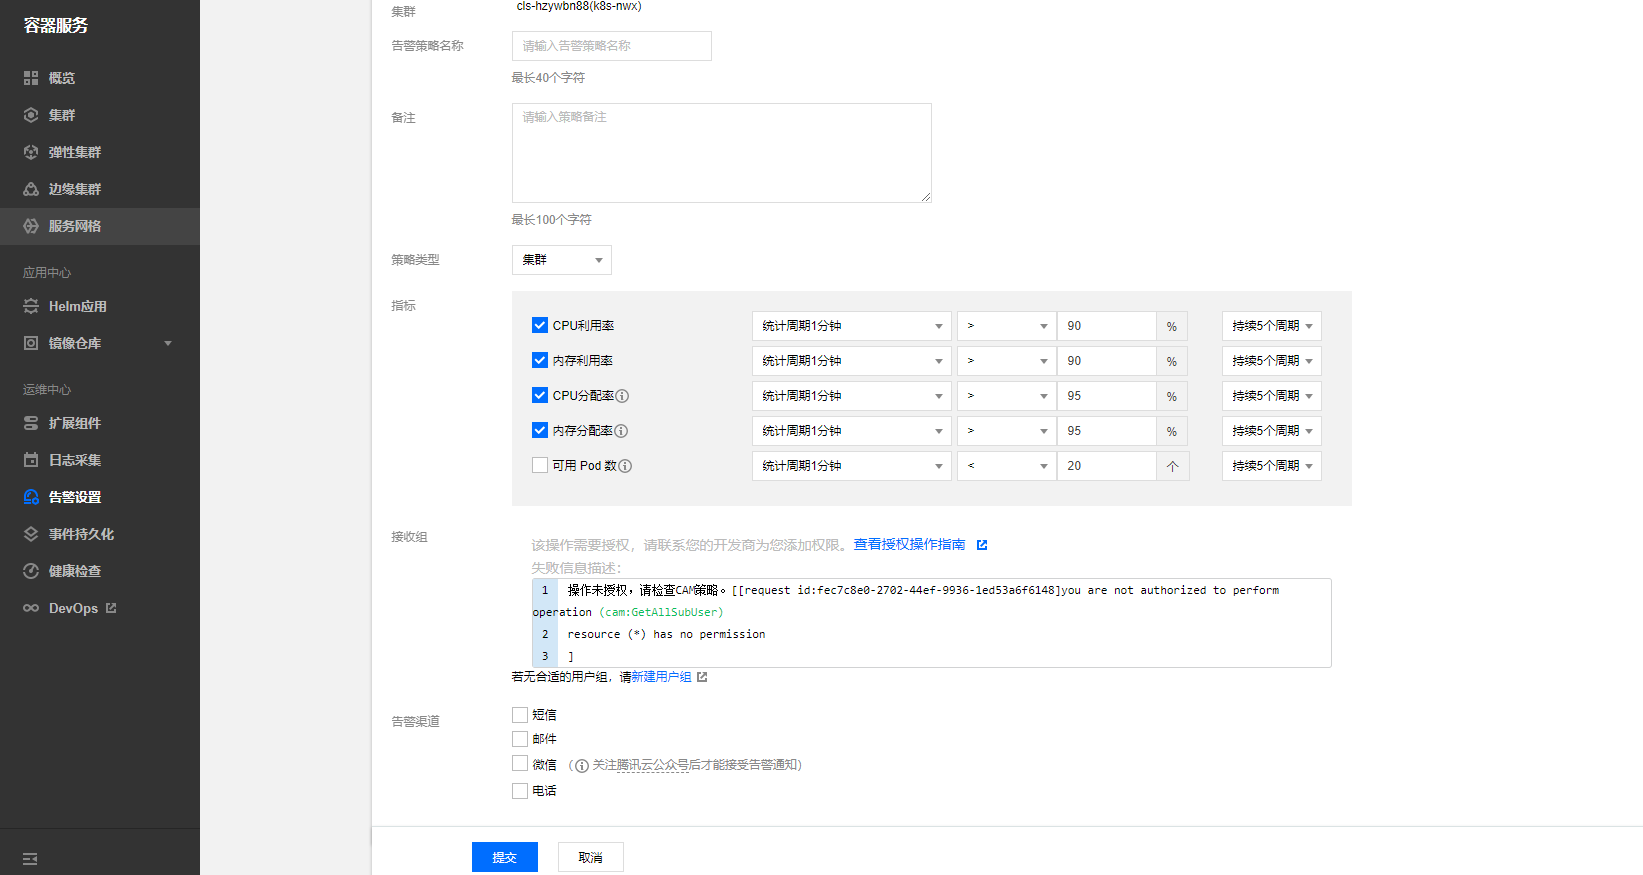 容器服务
概览
集群
弹性集群
边缘集群
服务网格
应用中心
Helm应用
镜像仓库
运维中心
扩展组件
日志采集
告警设置
事件持久化
健康检查
DevOps
集群 cls-hzywbn88(k8s-nwx)
告警策略名称 请输入告警策略名称
最长40个字符
备注 请输入策略备注
最长100个字符
策略类型 集群
指标
CPU利用率 统计周期1分钟 > 90 % 持续5个周期
内存利用率 统计周期1分钟 > 90 % 持续5个周期
CPU分配率 统计周期1分钟 > 95 % 持续5个周期
内存分配率 统计周期1分钟 > 95 % 持续5个周期
可用 Pod 数 统计周期1分钟 < 20 个 持续5个周期
接收组 该操作需要授权，请联系您的开发商为您添加权限。查看授权操作指南
失败信息描述：
1 操作未授权，请检查CAM策略。[[request id:fec7c8e0-2702-44ef-9936-1ed53a6f6148]you are not authorized to perform
operation (cam:GetAllSubUser)
2 resource (*) has no permission
3 ]
若无合适的用户组，请新建用户组
告警渠道 短信
邮件
微信 （关注腾讯云公众号后才能接受告警通知）
电话
提交 取消